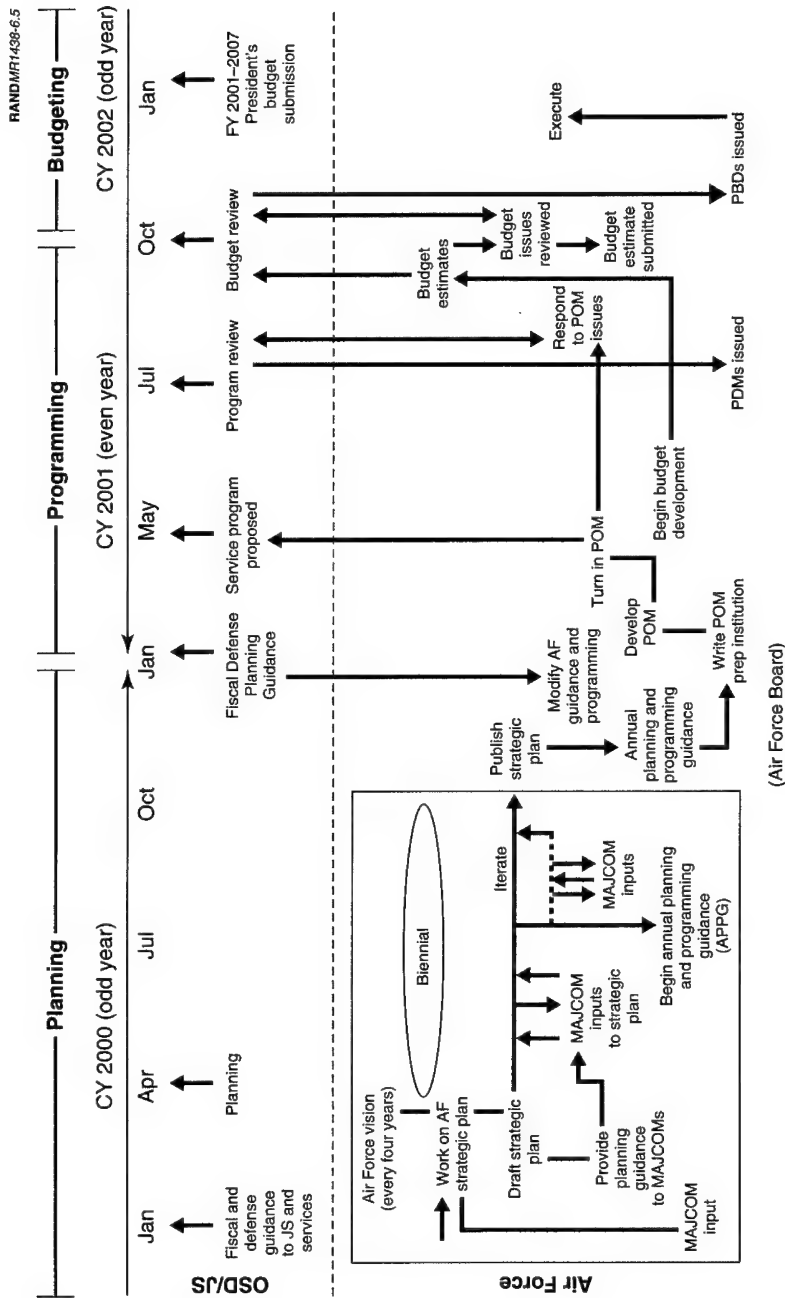 RANDMR1438-6.5
Planning
Programming
Budgeting
CY 2000 (odd year)
CY 2001 (even year)
CY 2002 (odd year)
Jan
Apr
Jul
Oct
Jan
May
Jul
Oct
Jan
OSD/JS
Fiscal and
defense
guidance
to JS and
services
Planning
Fiscal Defense
Planning
Guidance
Service program
proposed
Program review
Budget review
FY 2001–2007
President's
budget
submission
Air Force
Air Force vision
(every four years)
Work on AF
strategic plan
Draft strategic
plan
Provide
planning
guidance
to MAJCOMs
MAJCOM
input
Biennial
MAJCOM
inputs
to strategic
plan
Iterate
MAJCOM
inputs
Begin annual planning
and programming
guidance
(APPG)
Publish
strategic
plan
Annual
planning and
programming
guidance
Modify AF
guidance and
programming
Write POM
prep institution
Develop
POM
Turn in POM
Respond
to POM
issues
Begin budget
development
Budget
estimates
Budget
issues
reviewed
Budget
estimate
submitted
PDMs issued
PBDs issued
Execute
(Air Force Board)